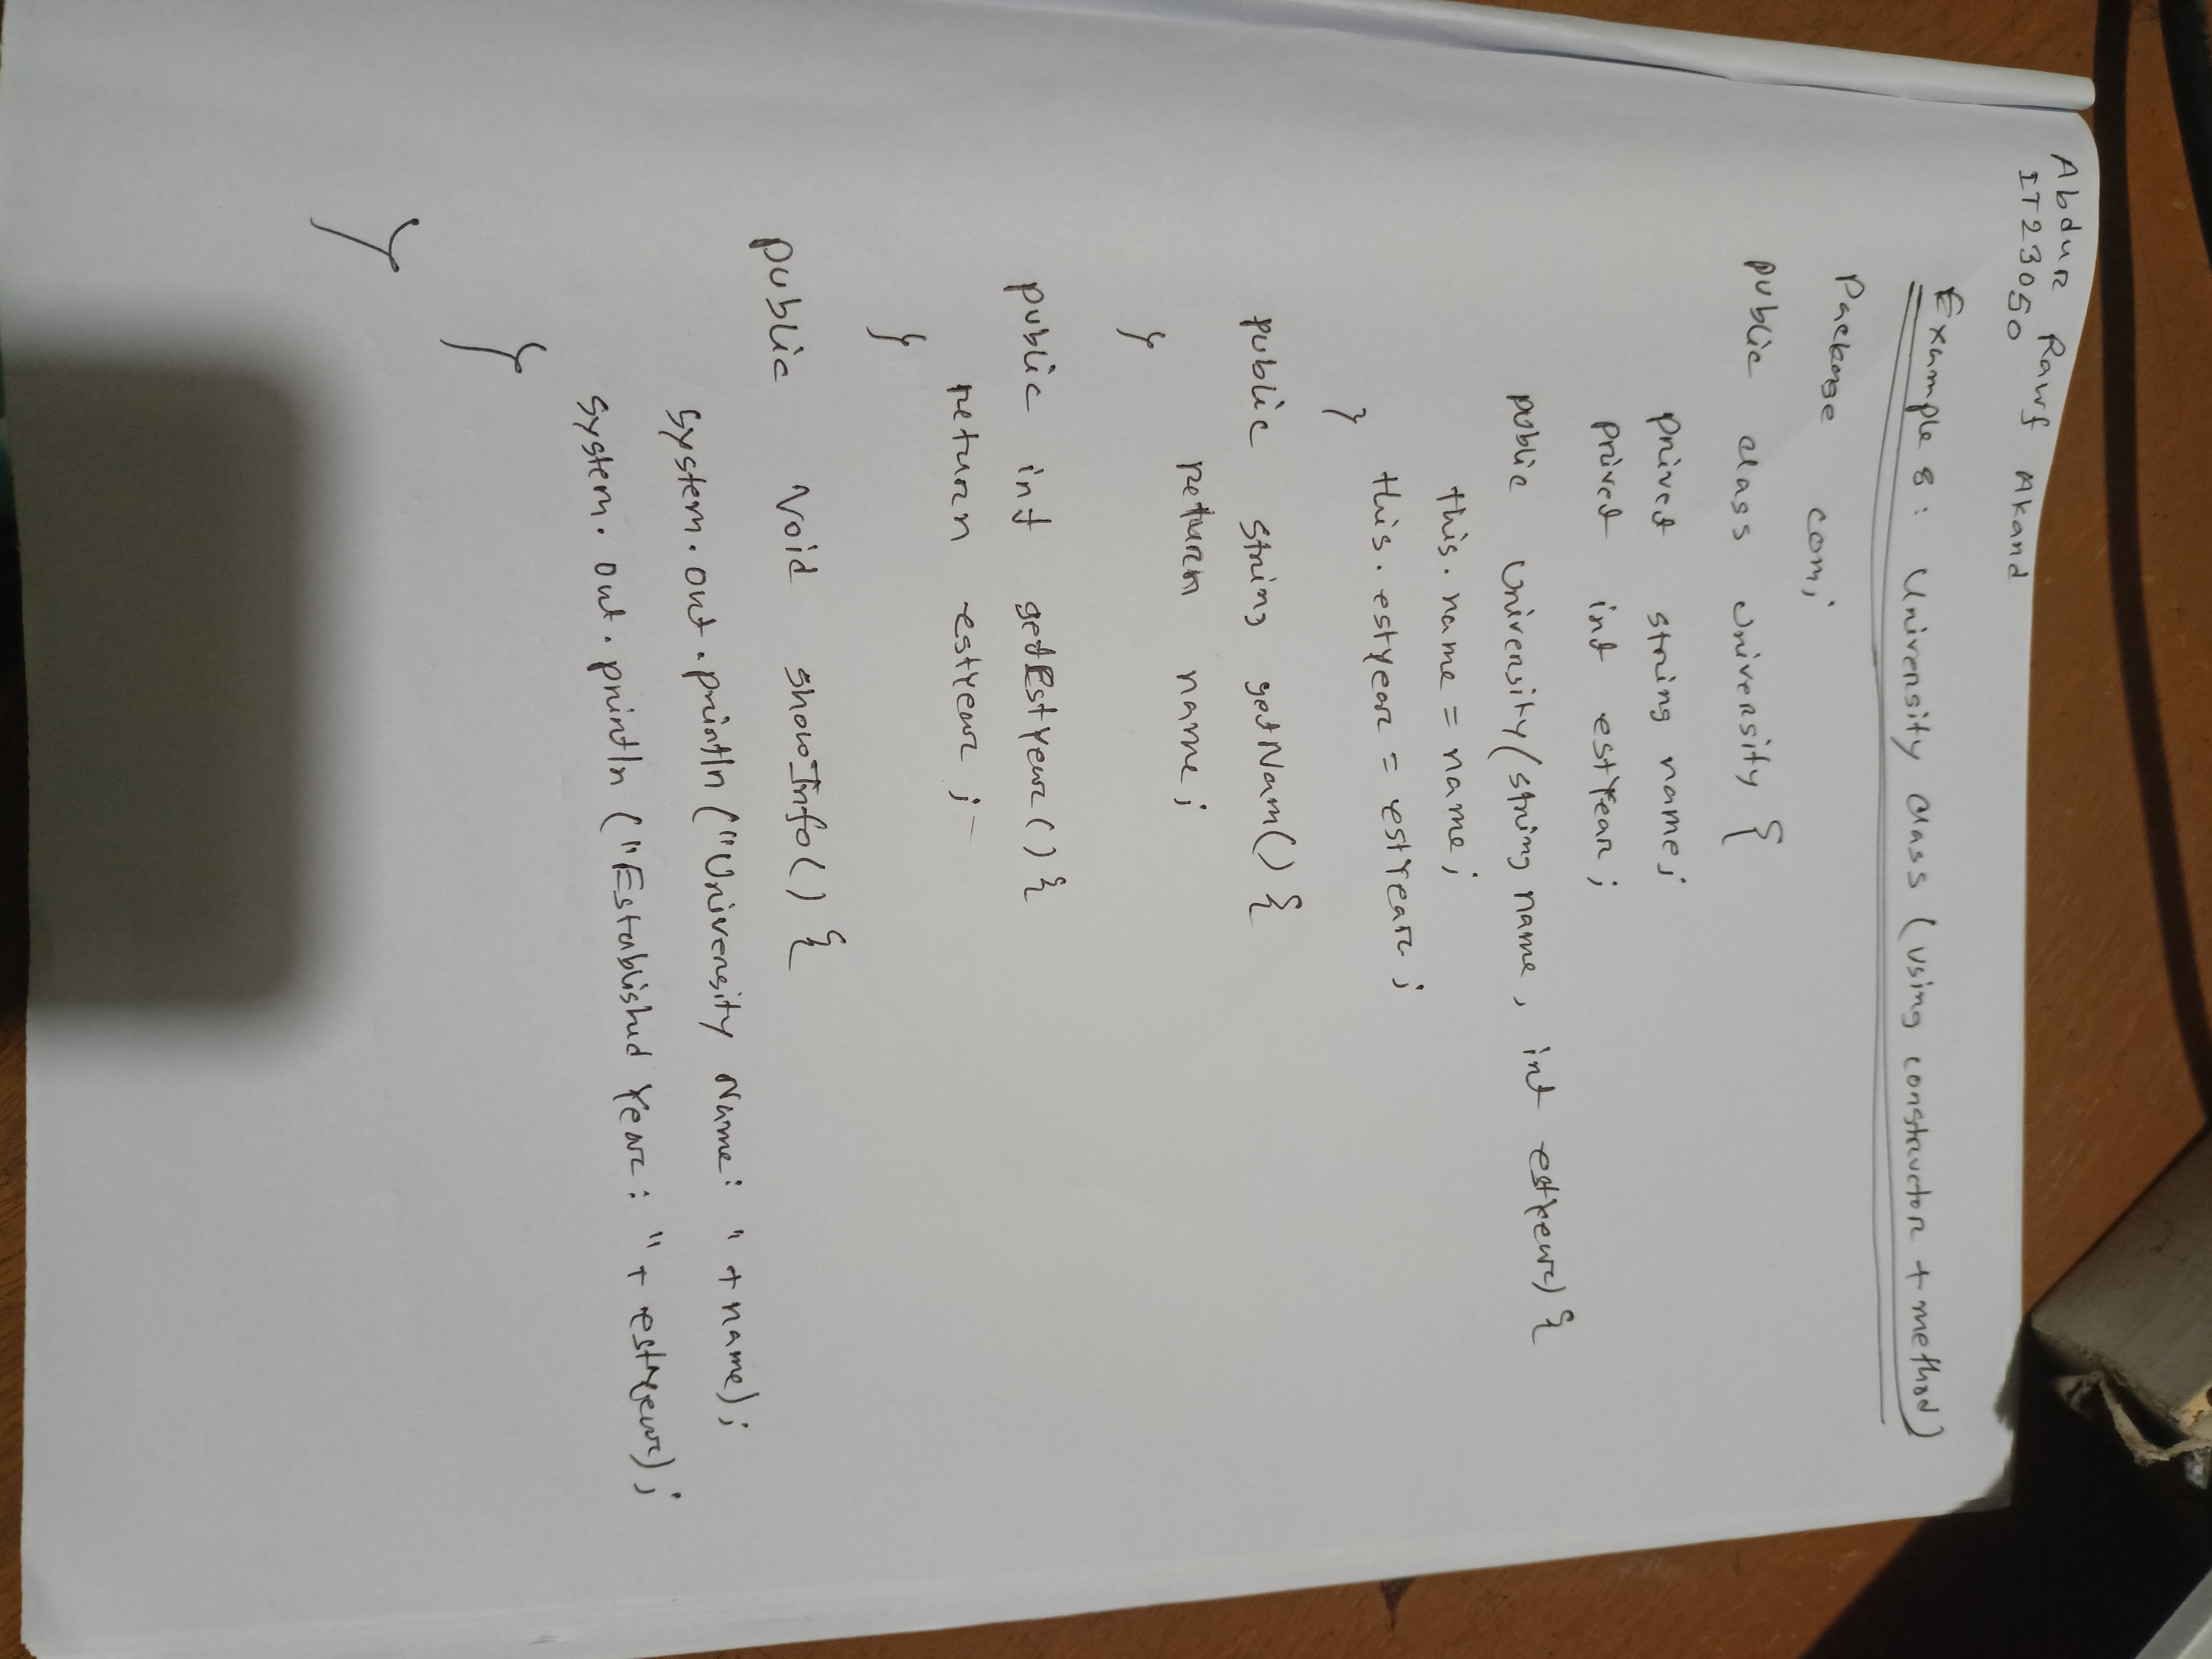 Abdur Rawf Akand
IT23050
Example 8: University class (using constructor + method)
Package com;
public class University {
privet string name;
privet int estYear;
public University(string name, int estYear) {
this.name = name;
this.estyear = estYear;
}
public string getNam() {
return name;
}
public int getEstYear() {
return estYear;
}
public void showInfo() {
System.out.println ("University Name: " + name);
System.out.println ("Established Year: " + estYear);
}
}